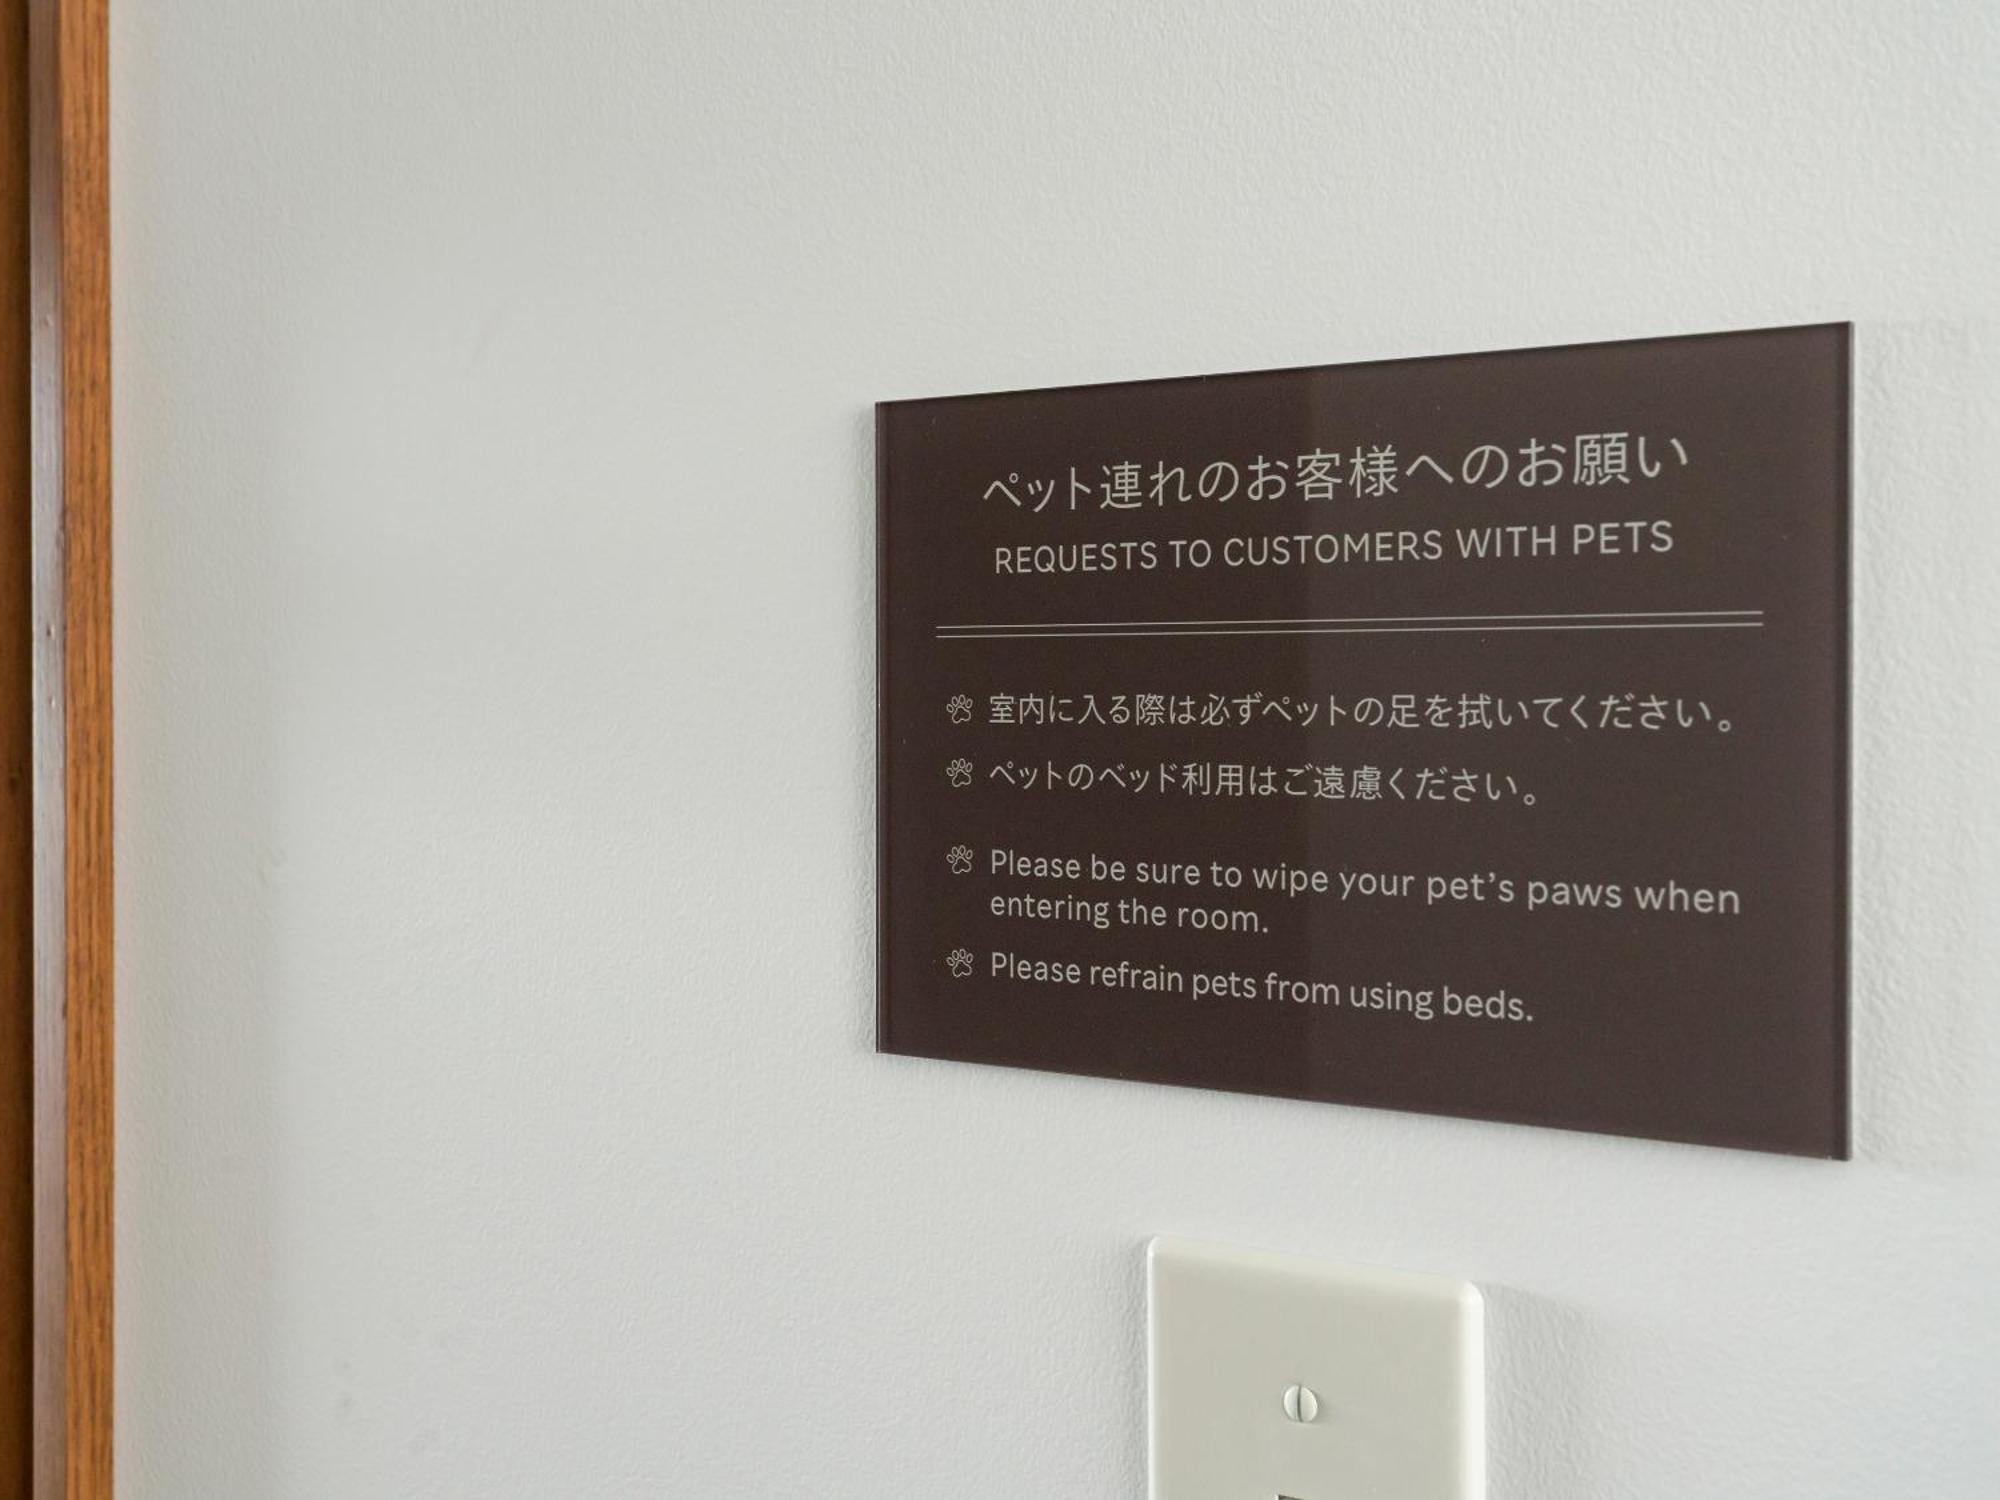 ペット連れのお客様へのお願い
REQUESTS TO CUSTOMERS WITH PETS
室内に入る際は必ずペットの足を拭いてください。
ペットのベッド利用はご遠慮ください。
Please be sure to wipe your pet’s paws when
entering the room.
Please refrain pets from using beds.